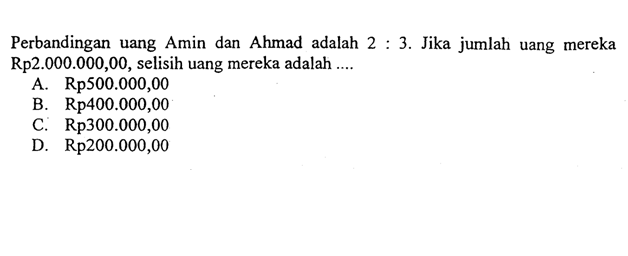 Perbandingan uang Amin dan Ahmad adalah 2 : 3. Jika jumlah uang mereka
Rp2.000.000,00, selisih uang mereka adalah ....
A. Rp500.000,00
B. Rp400.000,00
C. Rp300.000,00
D. Rp200.000,00